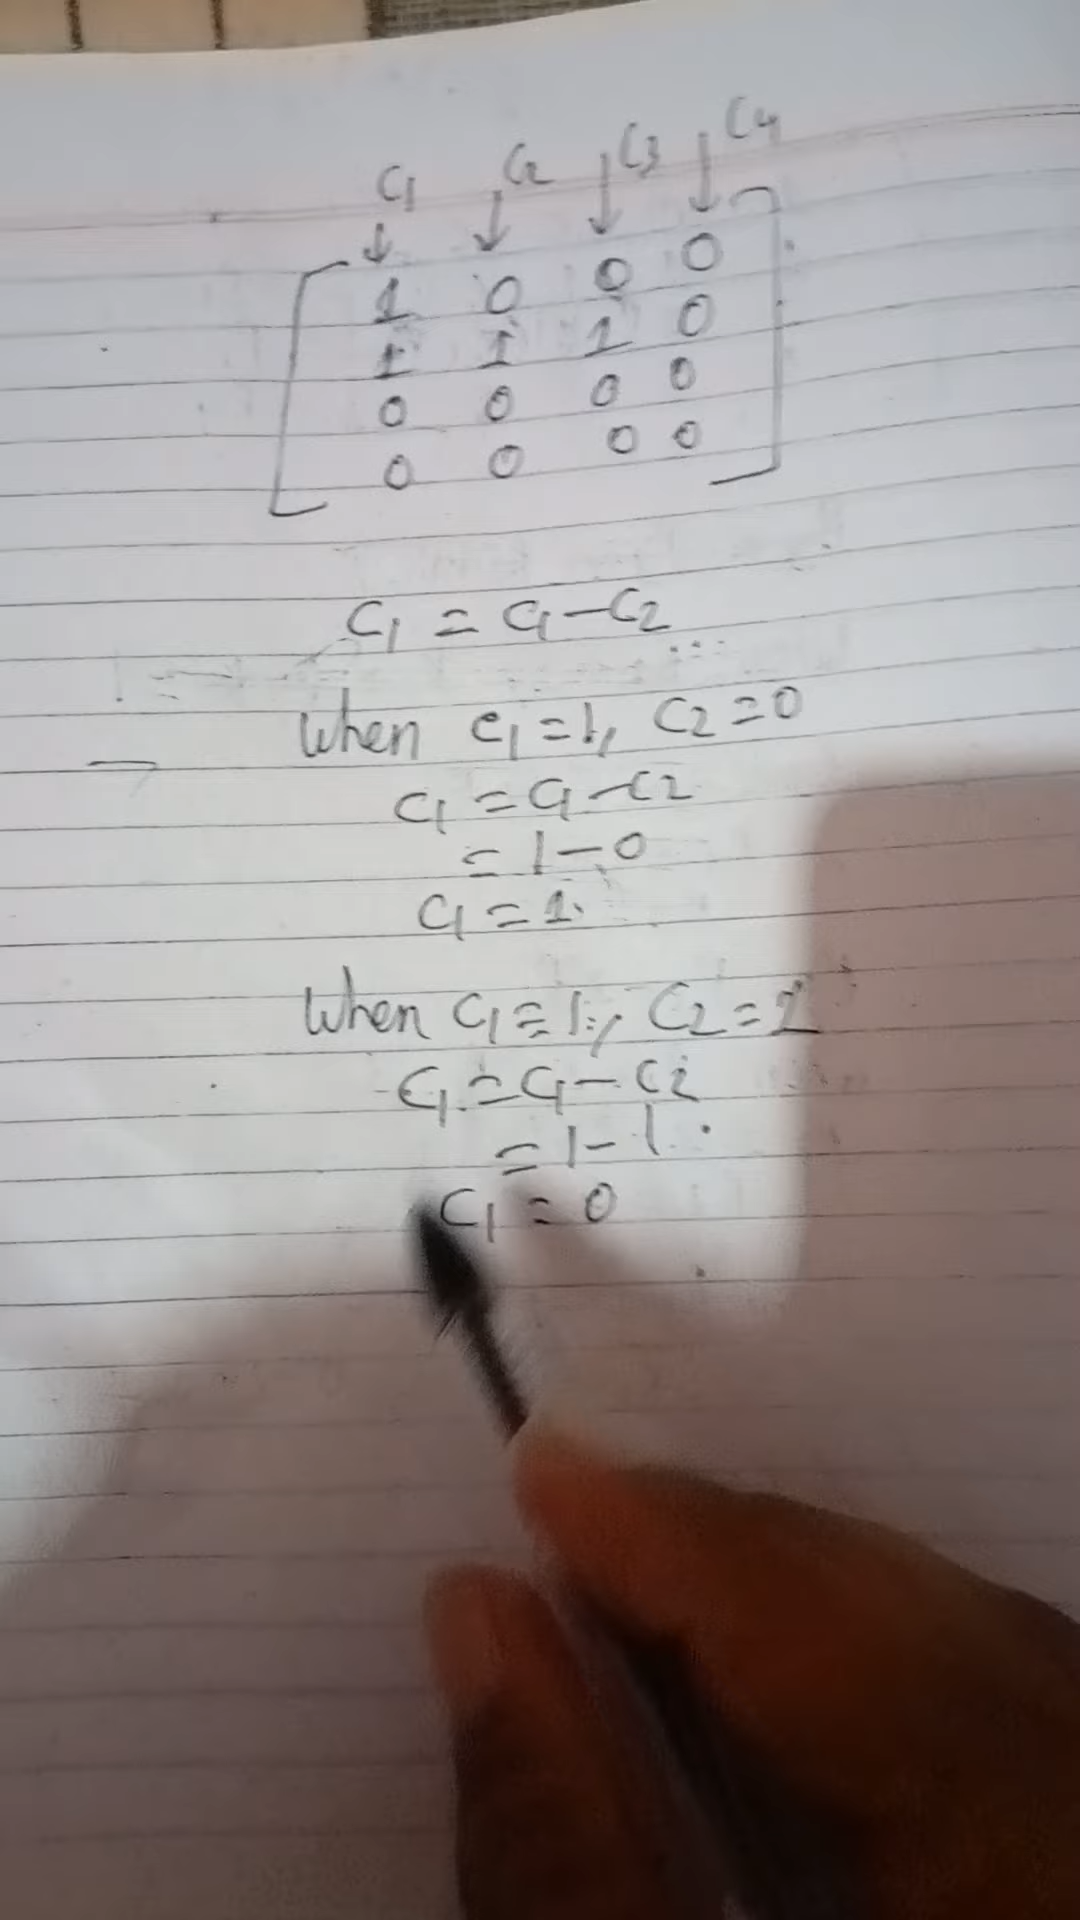 C1 C2 C3 C4
↓ ↓ ↓ ↓
1 0 0 0
1 1 1 0
0 0 0 0
0 0 0 0
C1 = C1 - C2
When C1 = 1, C2 = 0
C1 = C1 - C2
= 1 - 0
C1 = 1.
When C1 = 1, C2 = 1
C1 = C1 - C2
= 1 - 1
C1 = 0